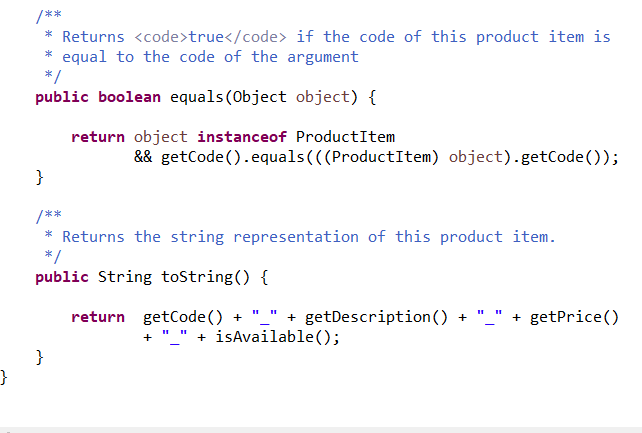 /**
 * Returns <code>true</code> if the code of this product item is
 * equal to the code of the argument
 */
public boolean equals(Object object) {
return object instanceof ProductItem
&& getCode().equals(((ProductItem) object).getCode());
}
/**
 * Returns the string representation of this product item.
 */
public String toString() {
return  getCode() + "_" + getDescription() + "_" + getPrice()
+ "_" + isAvailable();
}
}